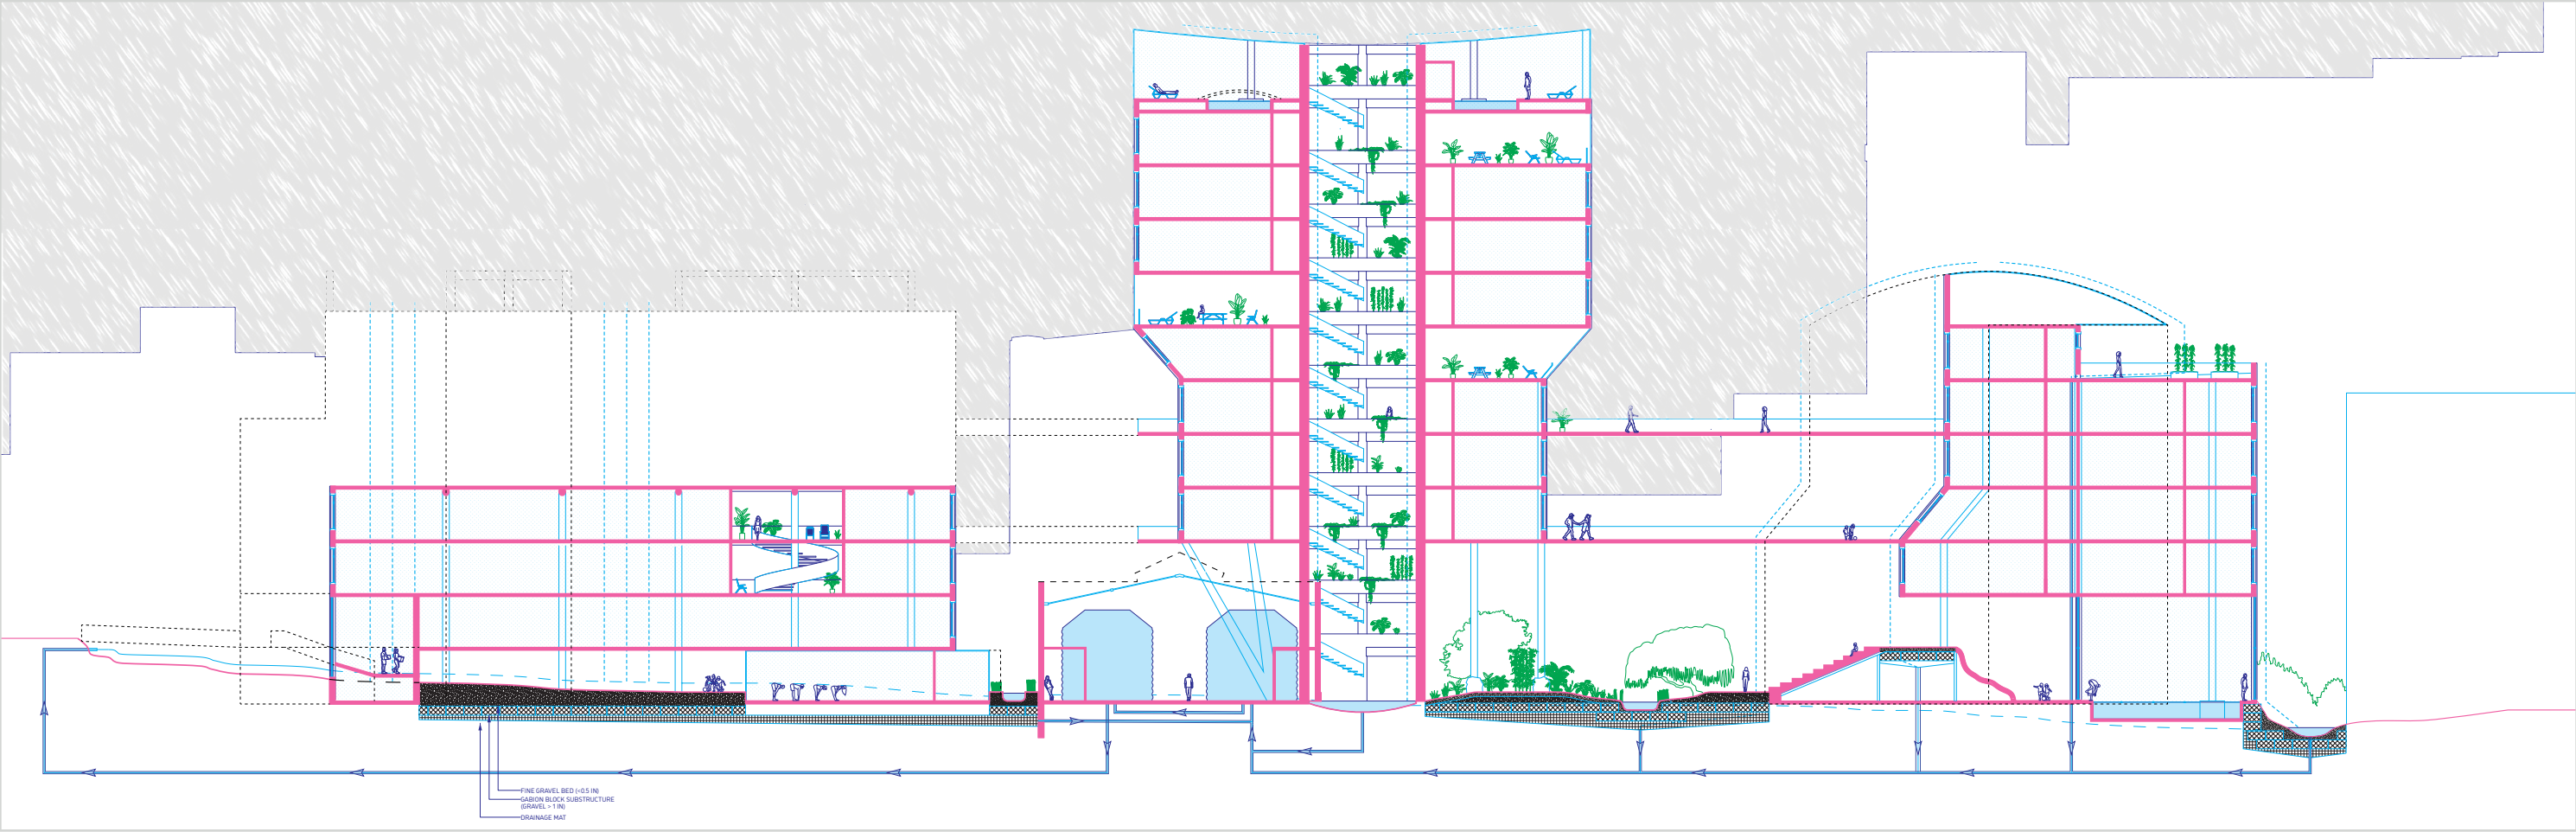 FINE GRAVEL BED (<0.5 IN)
GABION BLOCK SUBSTRUCTURE
(GRAVEL > 1 IN)
DRAINAGE MAT